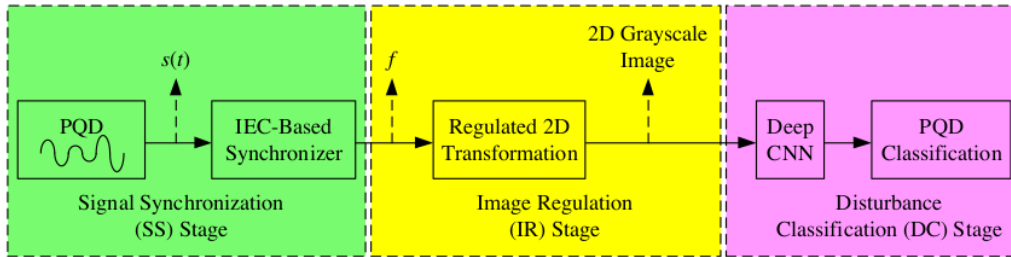 s(t)
PQD
IEC-Based
Synchronizer
Signal Synchronization
(SS) Stage
f
2D Grayscale
Image
Regulated 2D
Transformation
Image Regulation
(IR) Stage
Deep
CNN
PQD
Classification
Disturbance
Classification (DC) Stage